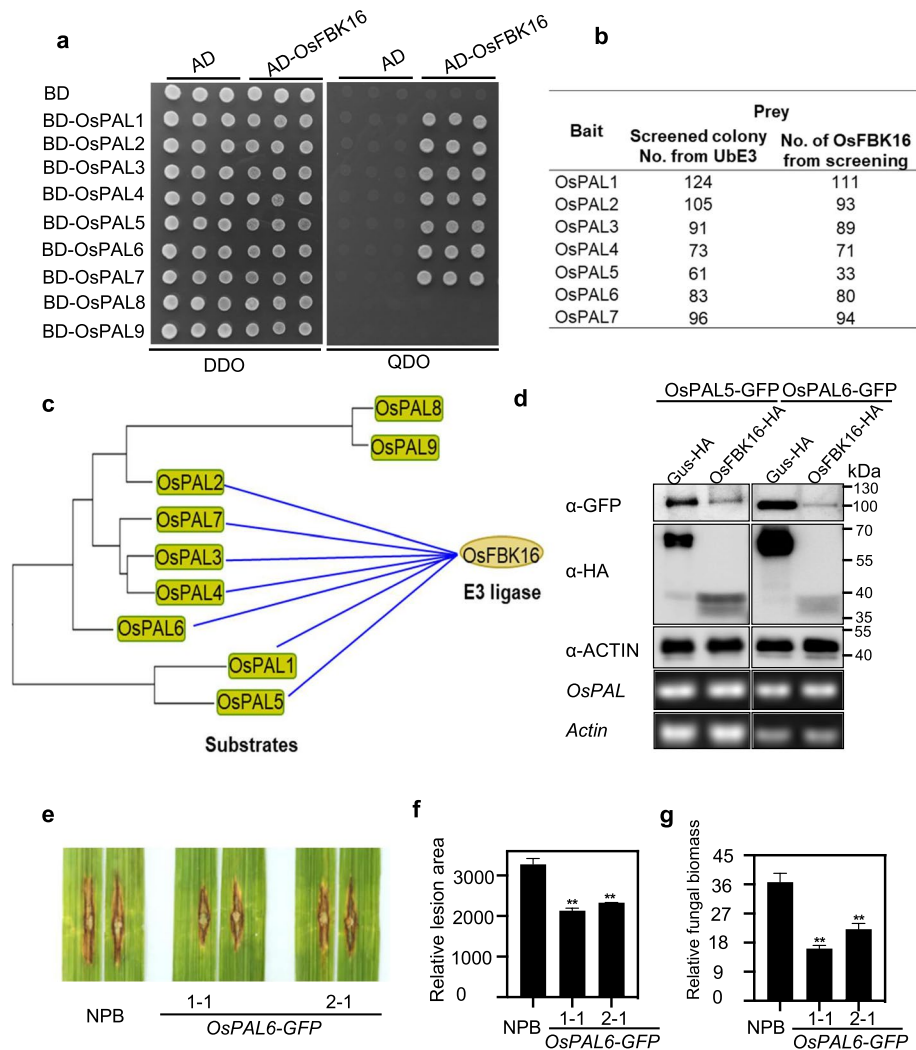 a
AD AD-OsFBK16 AD AD-OsFBK16
BD
BD-OsPAL1
BD-OsPAL2
BD-OsPAL3
BD-OsPAL4
BD-OsPAL5
BD-OsPAL6
BD-OsPAL7
BD-OsPAL8
BD-OsPAL9
DDO QDO
b
Prey
Bait
Screened colony No. of OsFBK16
No. from UbE3 from screening
OsPAL1 124 111
OsPAL2 105 93
OsPAL3 91 89
OsPAL4 73 71
OsPAL5 61 33
OsPAL6 83 80
OsPAL7 96 94
c
OsPAL8
OsPAL9
OsPAL2
OsPAL7
OsPAL3
OsPAL4
OsPAL6
OsPAL1
OsPAL5
OsFBK16
E3 ligase
Substrates
d
OsPAL5-GFP OsPAL6-GFP
Gus-HA OsFBK16-HA Gus-HA OsFBK16-HA
kDa
α-GFP 130
100
α-HA 70
55
40
35
α-ACTIN 55
40
OsPAL
Actin
e
NPB 1-1 2-1
OsPAL6-GFP
f
Relative lesion area
3000
2000
1000
0
** **
NPB 1-1 2-1
OsPAL6-GFP
g
Relative fungal biomass
45
36
27
18
9
0
** **
NPB 1-1 2-1
OsPAL6-GFP